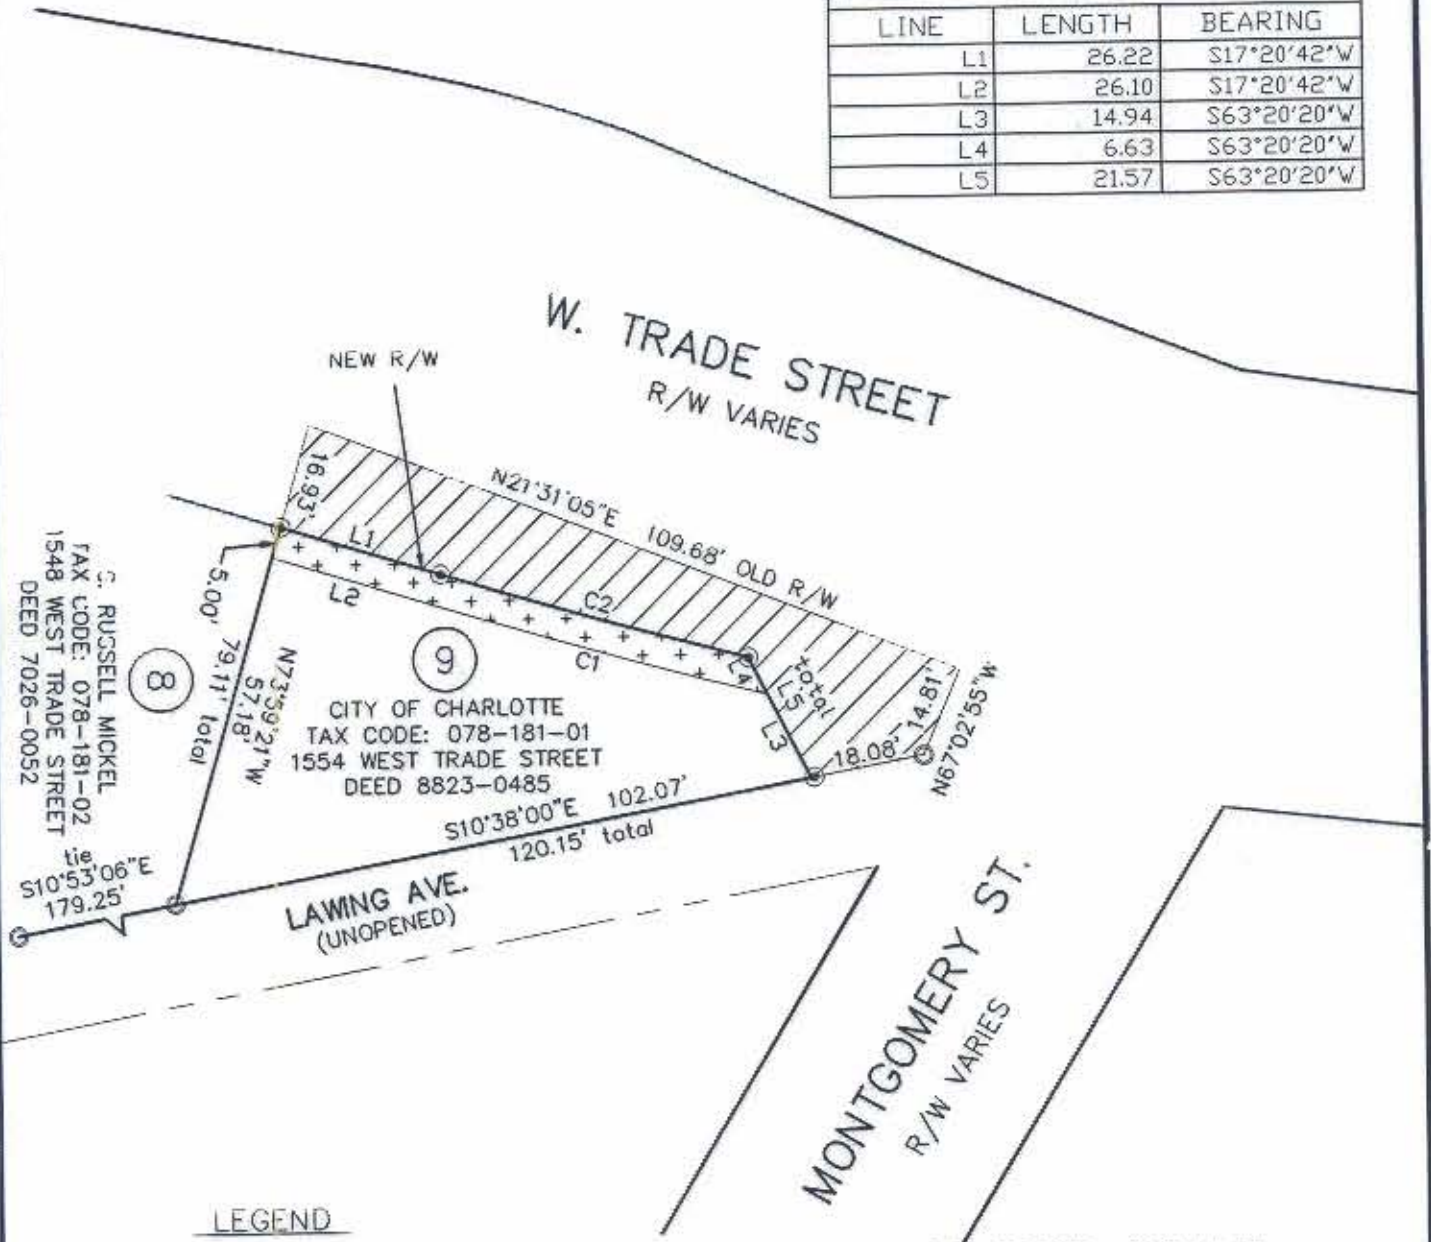 LINE LENGTH BEARING
L1 26.22 S17°20'42"W
L2 26.10 S17°20'42"W
L3 14.94 S63°20'20"W
L4 6.63 S63°20'20"W
L5 21.57 S63°20'20"W
W. TRADE STREET
R/W VARIES
NEW R/W
16.93'
N21°31'05"E 109.68' OLD R/W
L1
L2
C2
C1
L4
total
L5
L3
14.81'
18.08'
N67°02'55"W
5.00'
79.11' total
N73°59'21"W
57.18'
RUSSELL MICKEL
TAX CODE: 078-181-02
1548 WEST TRADE STREET
DEED 7026-0052
8
9
CITY OF CHARLOTTE
TAX CODE: 078-181-01
1554 WEST TRADE STREET
DEED 8823-0485
S10°38'00"E 102.07'
120.15' total
tie
S10°53'06"E
179.25'
LAWING AVE.
(UNOPENED)
MONTGOMERY ST.
R/W VARIES
LEGEND